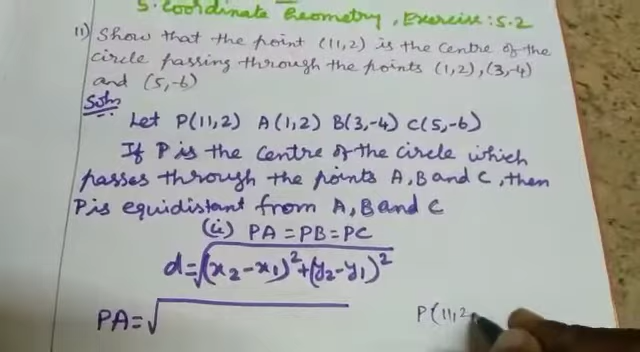 5. Coordinate Geometry, Exercise: 5.2
11) Show that the point (11,2) is the centre of the
circle passing through the points (1,2),(3,-4)
and (5,-6)
Soln
Let P(11,2) A(1,2) B(3,-4) C(5,-6)
If P is the centre of the circle which
passes through the points A, B and C, then
P is equidistant from A, B and C
(i) PA = PB = PC
d = √(x₂-x₁)²+(y₂-y₁)²
PA = √
P(11,2